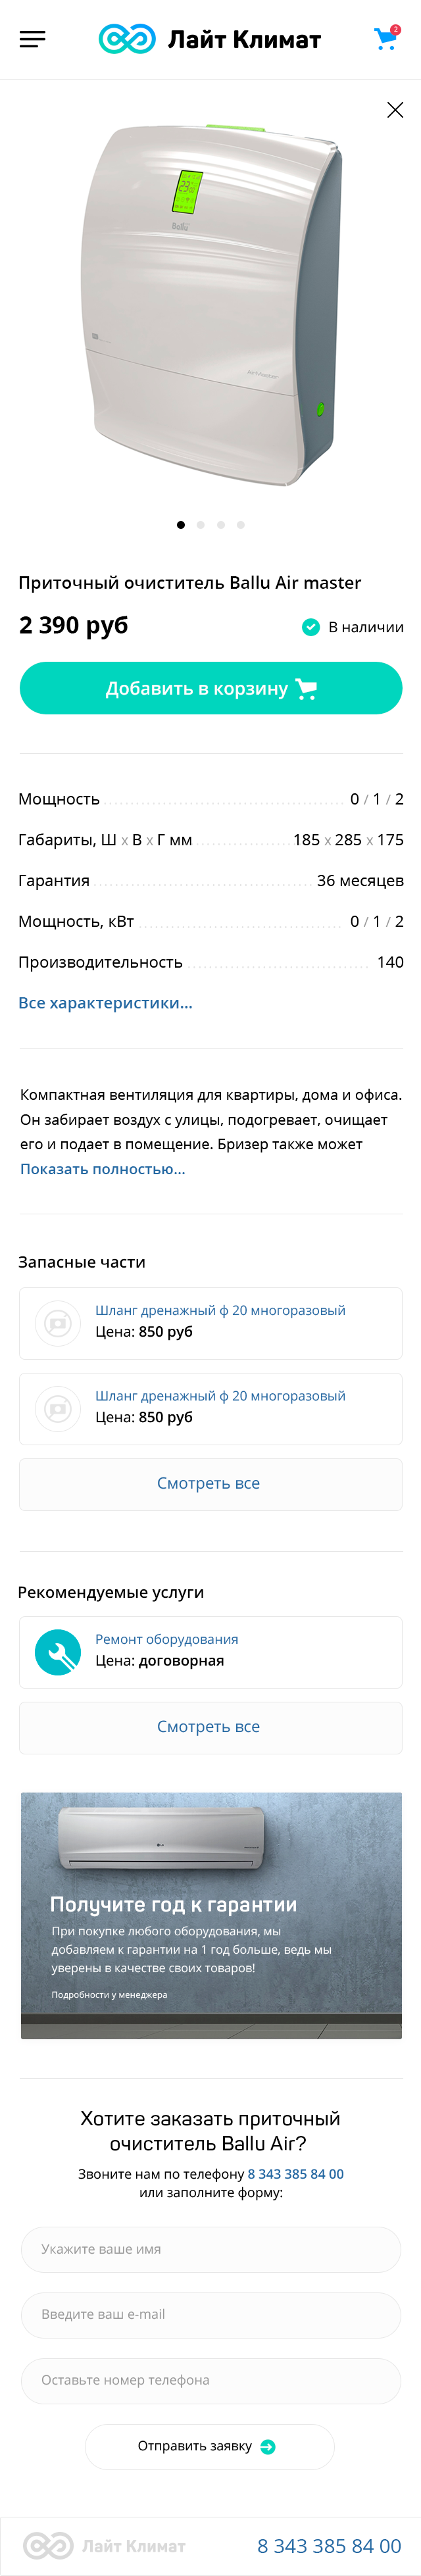 Лайт Климат
2
23
Ballu
Приточный очиститель Ballu Air master
2 390 руб
В наличии
Добавить в корзину
Мощность 0 / 1 / 2
Габариты, Ш x В x Г мм 185 x 285 x 175
Гарантия 36 месяцев
Мощность, кВт 0 / 1 / 2
Производительность 140
Все характеристики...
Компактная вентиляция для квартиры, дома и офиса.
Он забирает воздух с улицы, подогревает, очищает
его и подает в помещение. Бризер также может
Показать полностью...
Запасные части
Шланг дренажный ф 20 многоразовый
Цена: 850 руб
Шланг дренажный ф 20 многоразовый
Цена: 850 руб
Смотреть все
Рекомендуемые услуги
Ремонт оборудования
Цена: договорная
Смотреть все
LG
Получите год к гарантии
При покупке любого оборудования, мы
добавляем к гарантии на 1 год больше, ведь мы
уверены в качестве своих товаров!
Подробности у менеджера
Хотите заказать приточный
очиститель Ballu Air?
Звоните нам по телефону 8 343 385 84 00
или заполните форму:
Укажите ваше имя
Введите ваш e-mail
Оставьте номер телефона
Отправить заявку
Лайт Климат
8 343 385 84 00